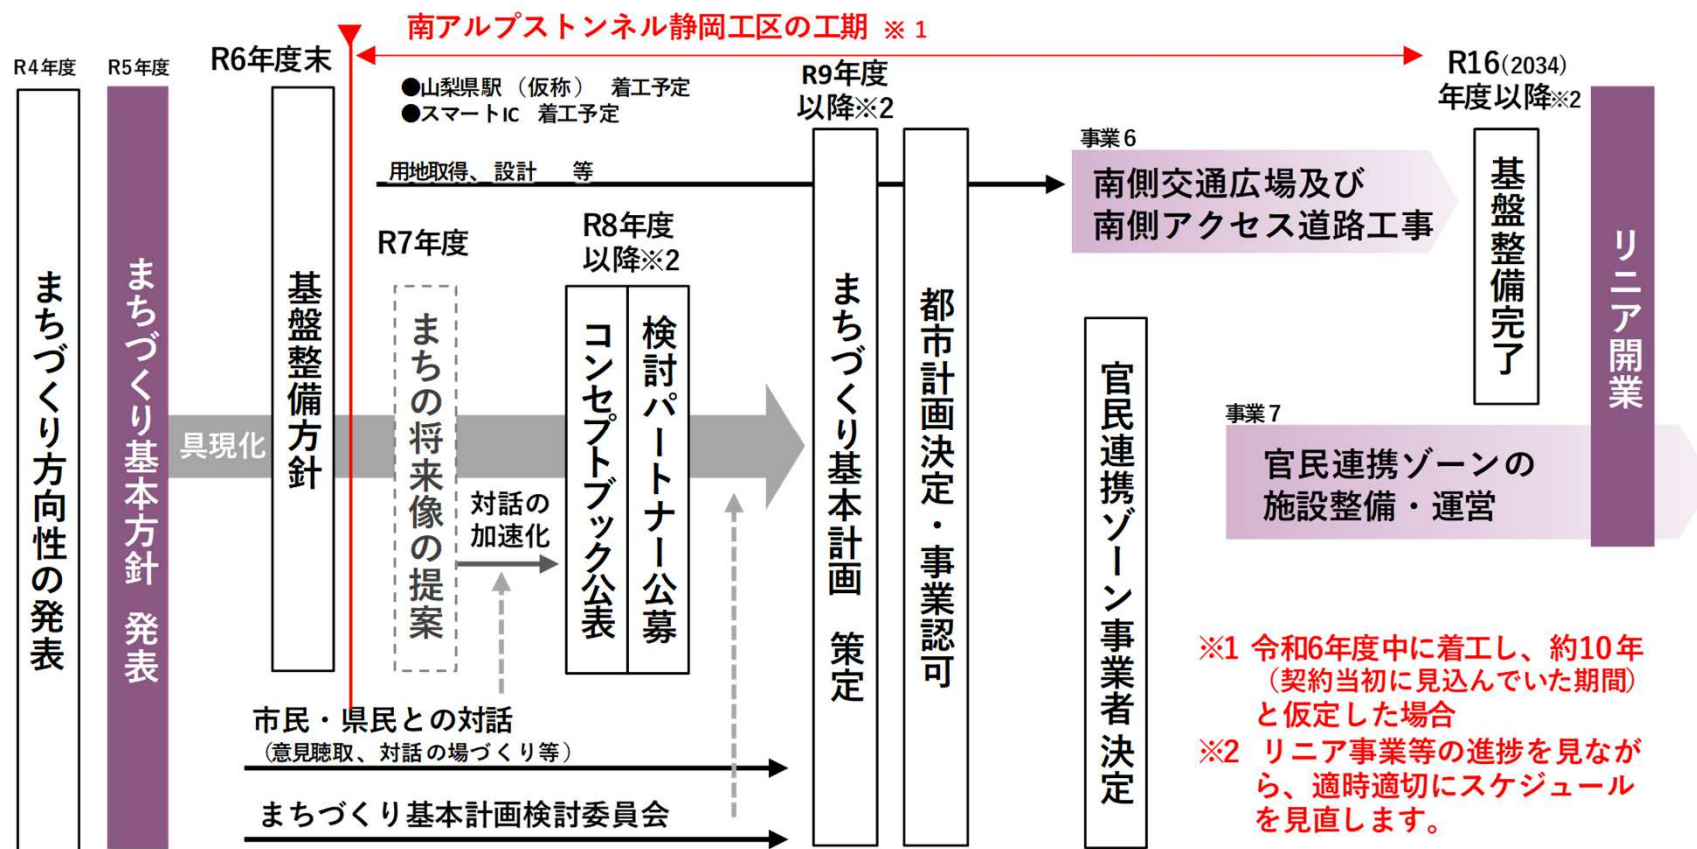 南アルプストンネル静岡工区の工期 ※1
R4年度
まちづくり方向性の発表
R5年度
まちづくり基本方針 発表
具現化
R6年度末
基盤整備方針
●山梨県駅（仮称） 着工予定
●スマートIC 着工予定
用地取得、設計 等
R7年度
まちの将来像の提案
対話の
加速化
R8年度
以降※2
コンセプトブック公表
検討パートナー公募
R9年度
以降※2
まちづくり基本計画 策定
都市計画決定・事業認可
事業6
南側交通広場及び
南側アクセス道路工事
官民連携ゾーン事業者 決定
事業7
官民連携ゾーンの
施設整備・運営
R16(2034)
年度以降※2
基盤整備完了
リニア開業
市民・県民との対話
（意見聴取、対話の場づくり等）
まちづくり基本計画検討委員会
※1 令和6年度中に着工し、約10年
（契約当初に見込んでいた期間）
と仮定した場合
※2 リニア事業等の進捗を見なが
ら、適時適切にスケジュール
を見直します。